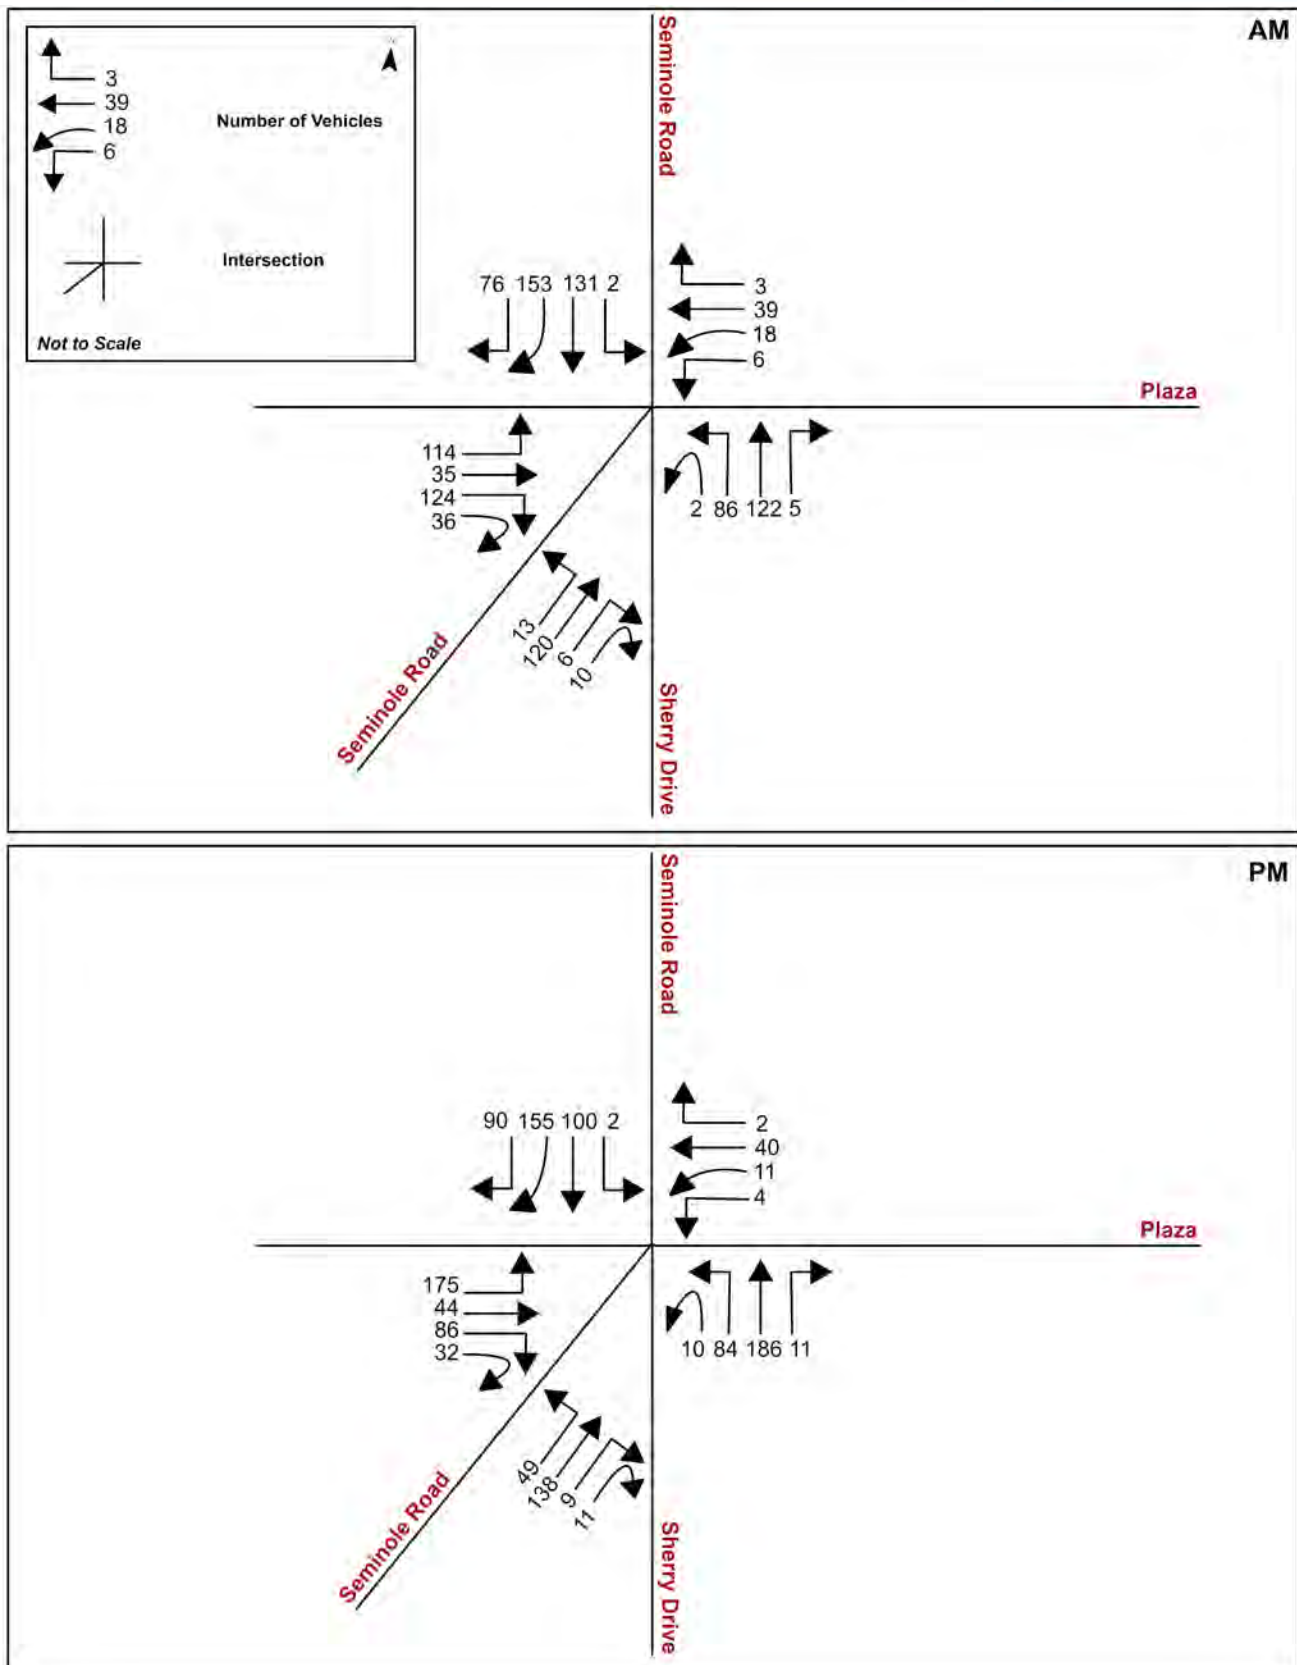 AM
3
39
18
6
Number of Vehicles
Intersection
Not to Scale
Seminole Road
76 153 131 2
3
39
18
6
Plaza
114
35
124
36
2 86 122 5
13
120
6
10
Seminole Road
Sherry Drive
PM
Seminole Road
90 155 100 2
2
40
11
4
Plaza
175
44
86
32
10 84 186 11
49
138
9
11
Seminole Road
Sherry Drive